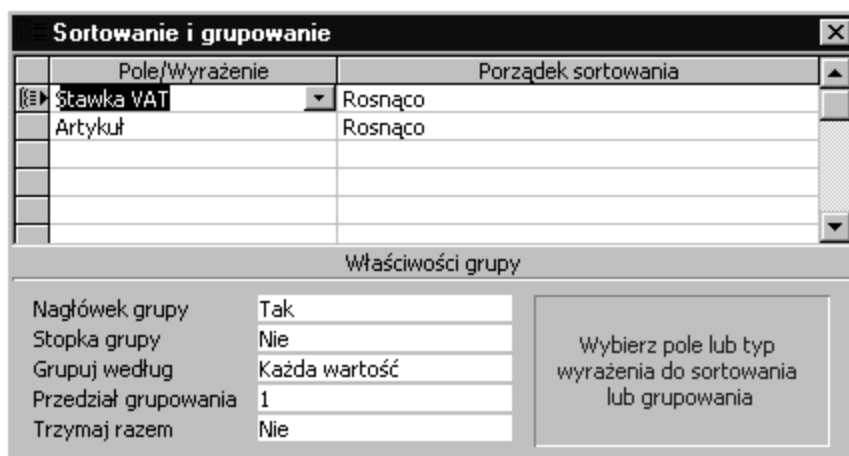 Sortowanie i grupowanie
Pole/Wyrażenie Porządek sortowania
Stawka VAT Rosnąco
Artykuł Rosnąco
Właściwości grupy
Nagłówek grupy Tak
Stopka grupy Nie
Grupuj według Każda wartość
Przedział grupowania 1
Trzymaj razem Nie
Wybierz pole lub typ
wyrażenia do sortowania
lub grupowania